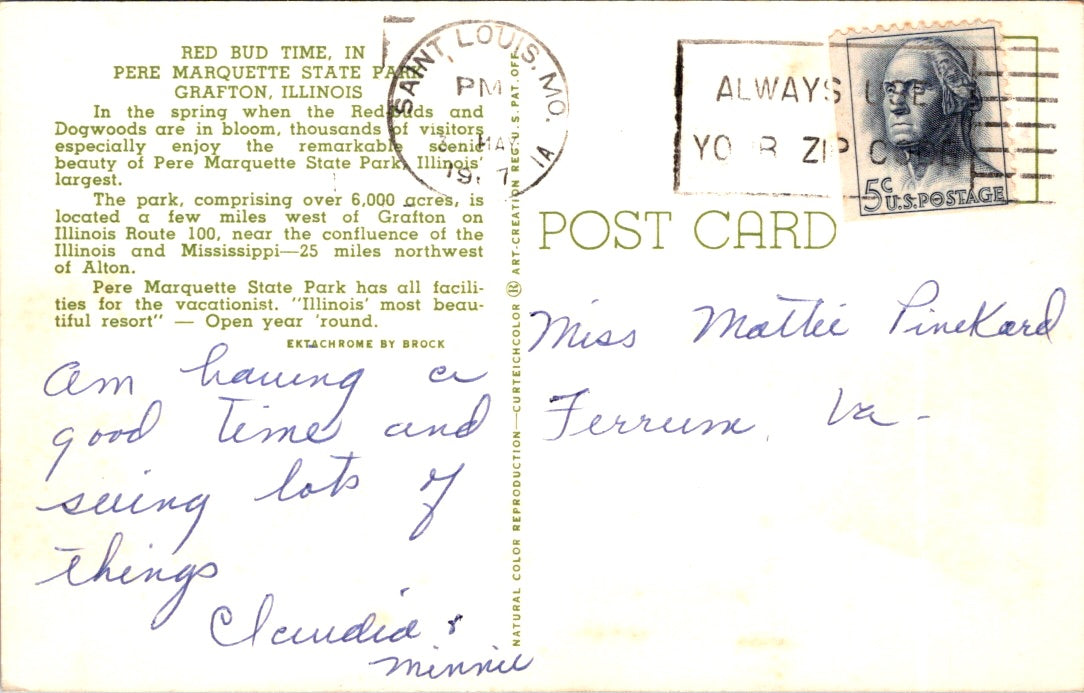 RED BUD TIME, IN
PERE MARQUETTE STATE PARK
GRAFTON, ILLINOIS
In the spring when the Redbuds and
Dogwoods are in bloom, thousands of visitors
especially enjoy the remarkable scenic
beauty of Pere Marquette State Park, Illinois'
largest.
The park, comprising over 6,000 acres, is
located a few miles west of Grafton on
Illinois Route 100, near the confluence of the
Illinois and Mississippi—25 miles northwest
of Alton.
Pere Marquette State Park has all facili-
ties for the vacationist. "Illinois' most beau-
tiful resort" — Open year 'round.
EKTACHROME BY BROCK
am having a
good time and
seeing lots of
things
Claudia &
Minnie
NATURAL COLOR REPRODUCTION—CURTEICHCOLOR ® ART-CREATION REG. U.S. PAT. OFF.
SAINT LOUIS, MO.
PM
1A
ALWAYS USE
YOUR ZIP CODE
5c
U.S. POSTAGE
POST CARD
Miss Mattie Pinekard
Ferrum, Va -